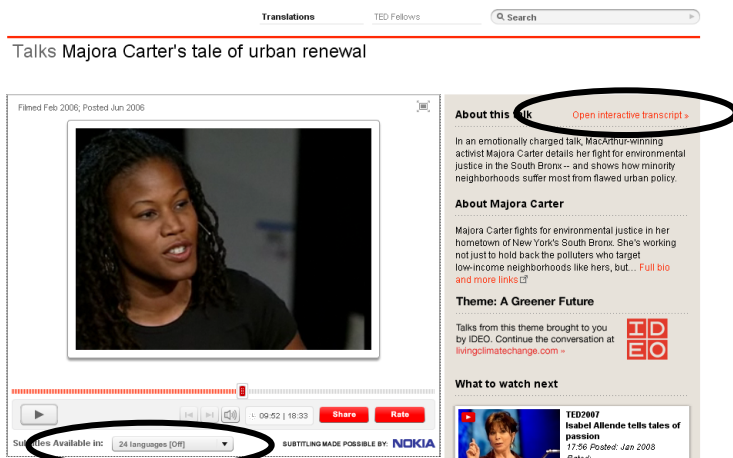 Translations TED Fellows Search
Talks Majora Carter's tale of urban renewal
Filmed Feb 2006; Posted Jun 2006
About this talk Open interactive transcript »
In an emotionally charged talk, MacArthur-winning
activist Majora Carter details her fight for environmental
justice in the South Bronx -- and shows how minority
neighborhoods suffer most from flawed urban policy.
About Majora Carter
Majora Carter fights for environmental justice in her
hometown of New York's South Bronx. She's working
not just to hold back the polluters who target
low-income neighborhoods like hers, but... Full bio
and more links
Theme: A Greener Future
Talks from this theme brought to you
by IDEO. Continue the conversation at
livingclimatechange.com »
ID
EO
What to watch next
TED2007
Isabel Allende tells tales of
passion
17:56 Posted: Jan 2008
Rated:
09:52 | 18:33 Share Rate
Subtitles Available in: 24 languages [Off] SUBTITLING MADE POSSIBLE BY: NOKIA